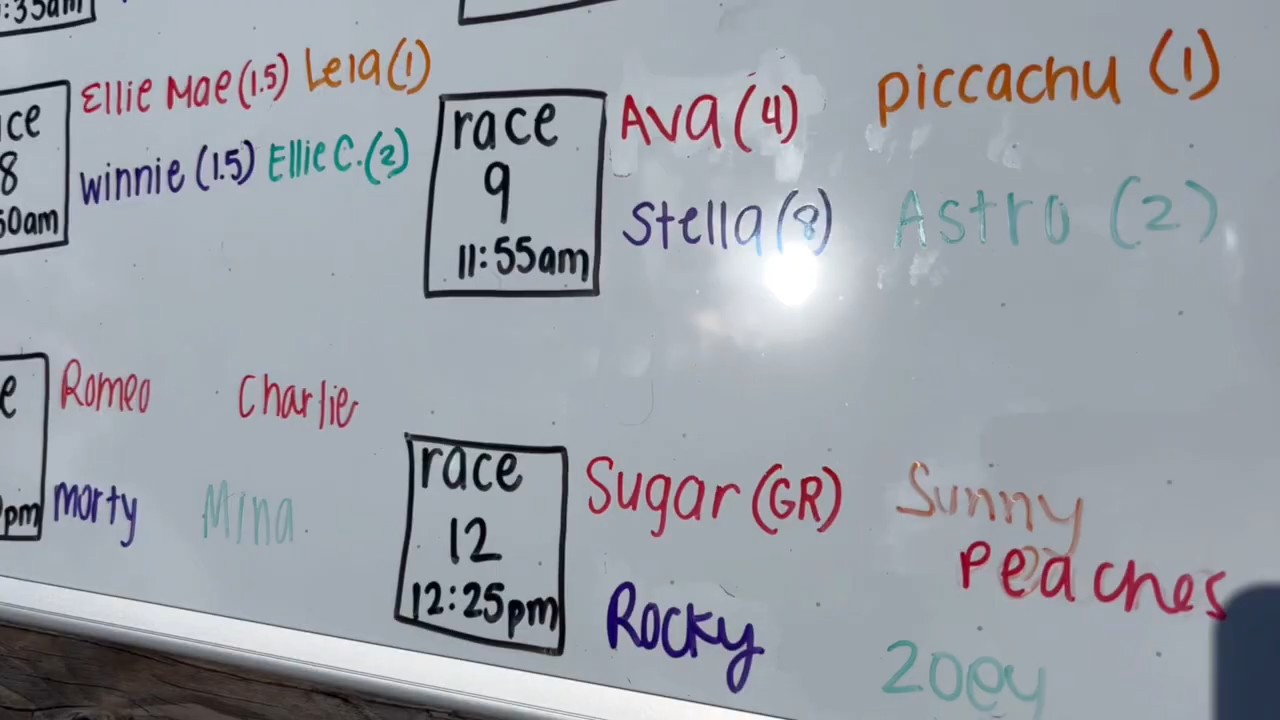 :35am
Ellie Mae (1.5) Leia (1)
ce
8
50am
winnie (1.5) Ellie C. (2)
race
9
11:55am
Ava (4) piccachu (1)
Stella (8) Astro (2)
e
pm
Romeo Charlie
morty Mina
race
12
12:25pm
Sugar (GR) Sunny
Peaches
Rocky Zoey